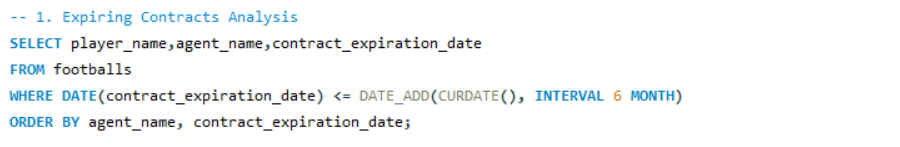 -- 1. Expiring Contracts Analysis
SELECT player_name,agent_name,contract_expiration_date
FROM footballs
WHERE DATE(contract_expiration_date) <= DATE_ADD(CURDATE(), INTERVAL 6 MONTH)
ORDER BY agent_name, contract_expiration_date;